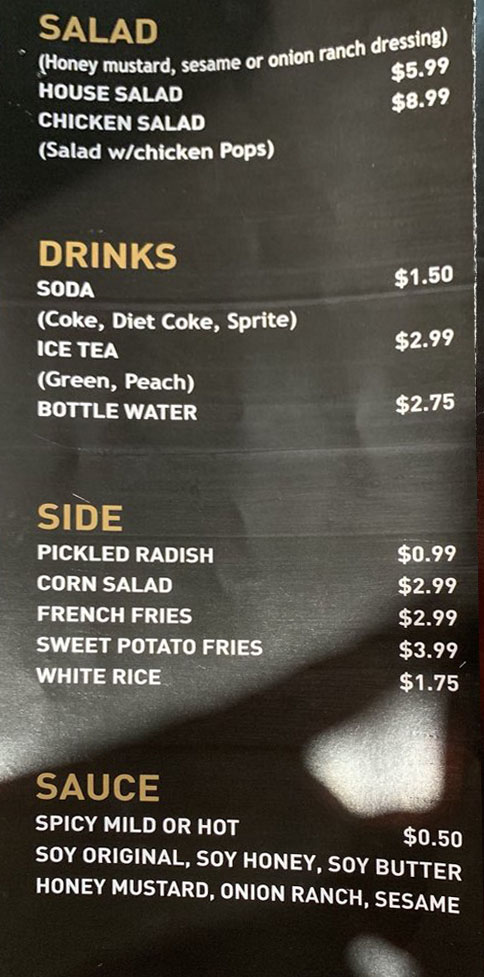 SALAD
(Honey mustard, sesame or onion ranch dressing)
HOUSE SALAD $5.99
CHICKEN SALAD $8.99
(Salad w/chicken Pops)
DRINKS
SODA $1.50
(Coke, Diet Coke, Sprite)
ICE TEA $2.99
(Green, Peach)
BOTTLE WATER $2.75
SIDE
PICKLED RADISH $0.99
CORN SALAD $2.99
FRENCH FRIES $2.99
SWEET POTATO FRIES $3.99
WHITE RICE $1.75
SAUCE
SPICY MILD OR HOT $0.50
SOY ORIGINAL, SOY HONEY, SOY BUTTER
HONEY MUSTARD, ONION RANCH, SESAME